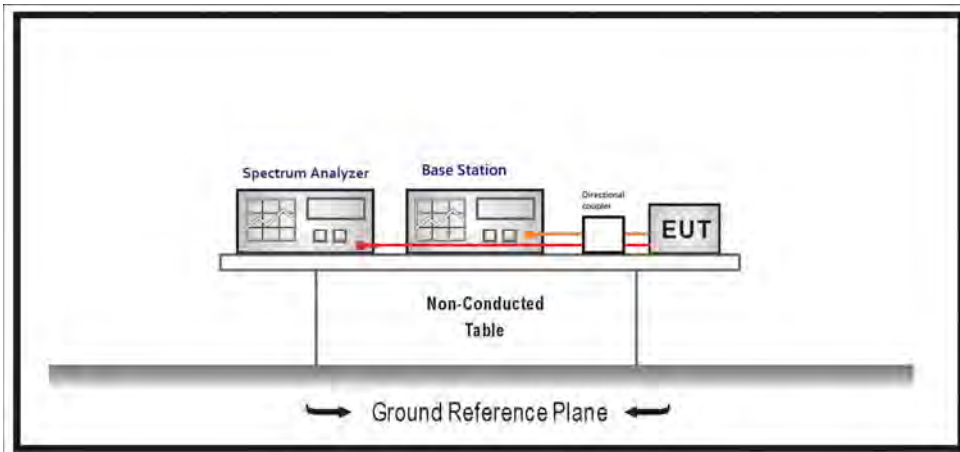 Spectrum Analyzer
Base Station
Directional
coupler
EUT
Non-Conducted
Table
Ground Reference Plane